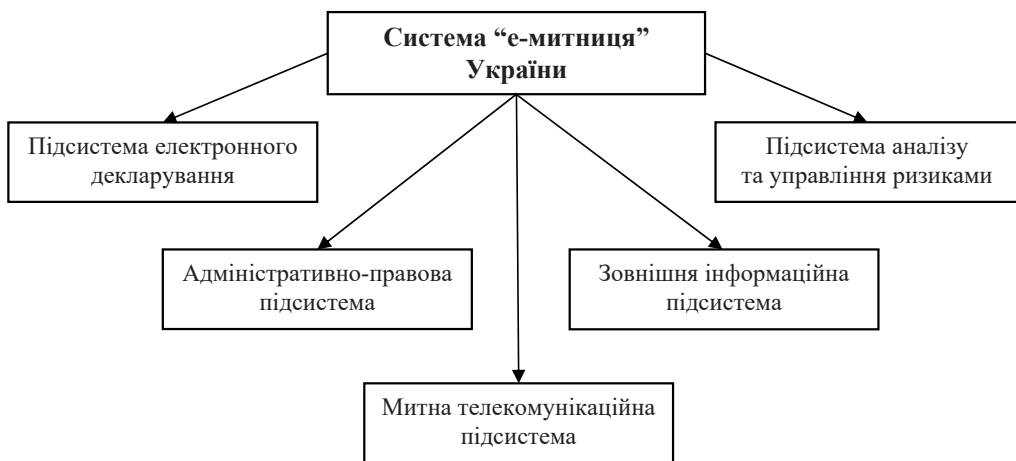 Система “е-митниця”
України
Підсистема електронного
декларування
Підсистема аналізу
та управління ризиками
Адміністративно-правова
підсистема
Зовнішня інформаційна
підсистема
Митна телекомунікаційна
підсистема